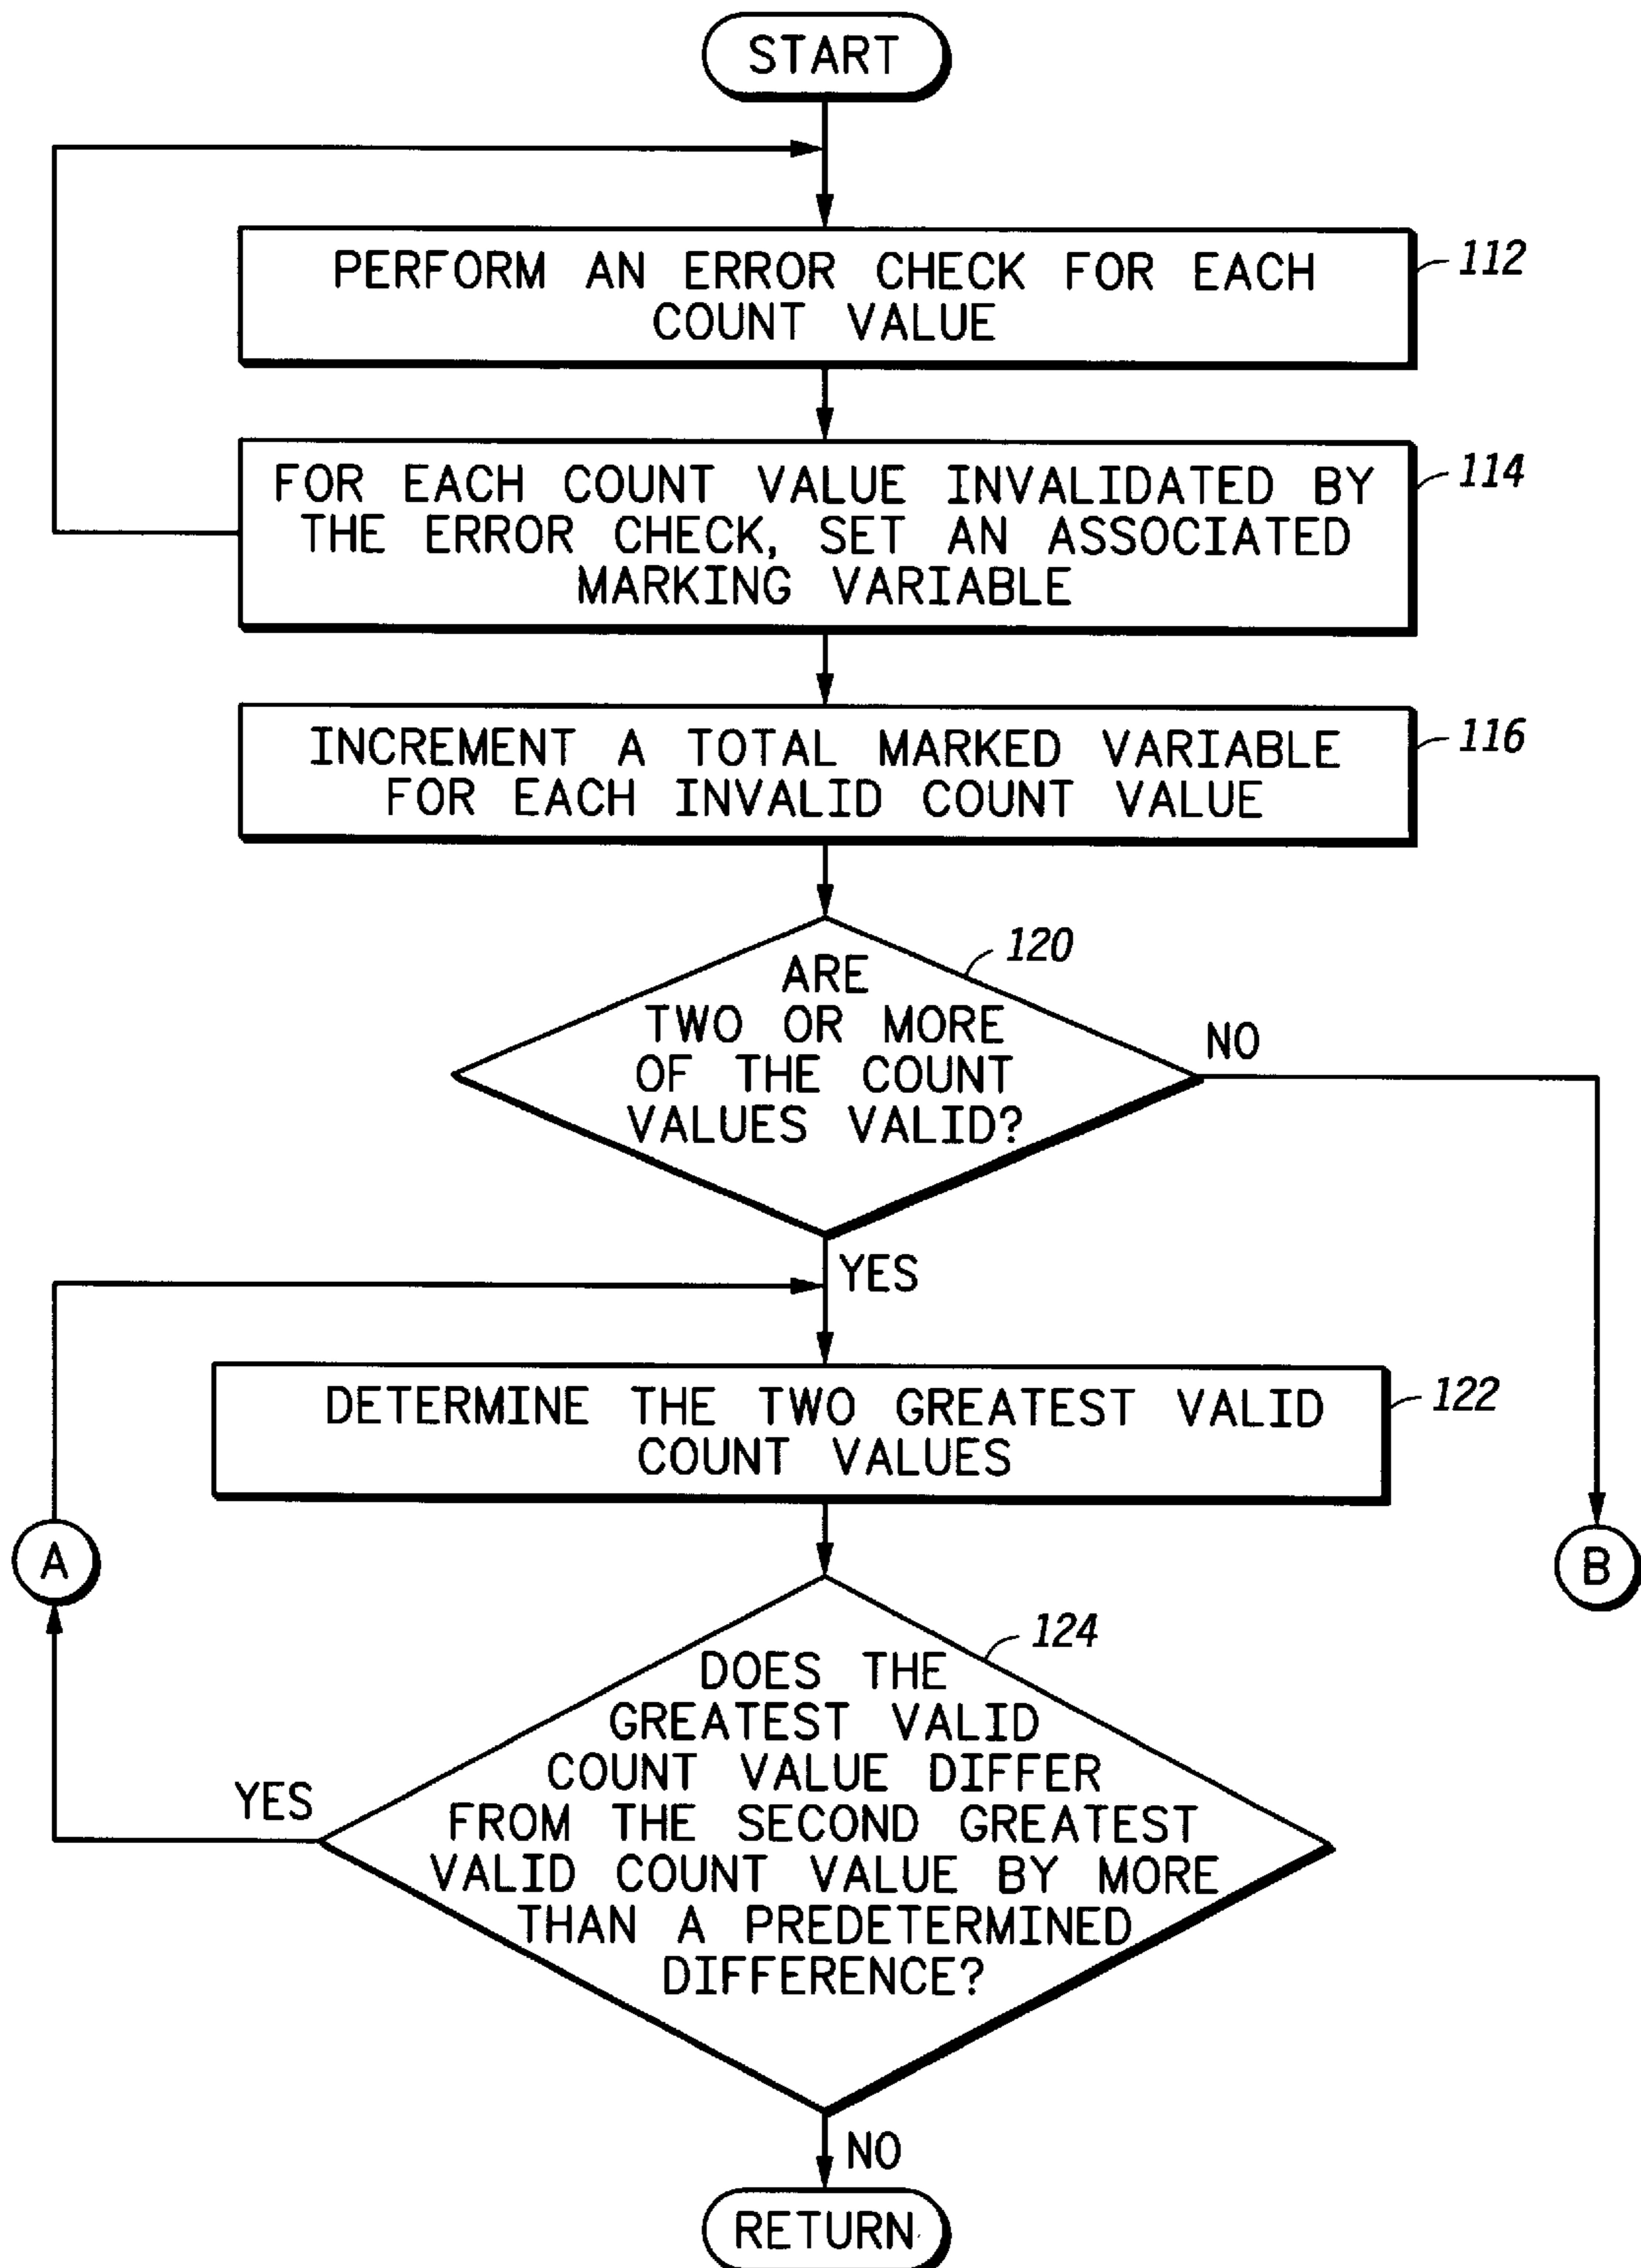 START
PERFORM AN ERROR CHECK FOR EACH
COUNT VALUE
112
FOR EACH COUNT VALUE INVALIDATED BY
THE ERROR CHECK, SET AN ASSOCIATED
MARKING VARIABLE
114
INCREMENT A TOTAL MARKED VARIABLE
FOR EACH INVALID COUNT VALUE
116
ARE
TWO OR MORE
OF THE COUNT
VALUES VALID?
120
NO
YES
DETERMINE THE TWO GREATEST VALID
COUNT VALUES
122
A
B
DOES THE
GREATEST VALID
COUNT VALUE DIFFER
FROM THE SECOND GREATEST
VALID COUNT VALUE BY MORE
THAN A PREDETERMINED
DIFFERENCE?
124
YES
NO
RETURN